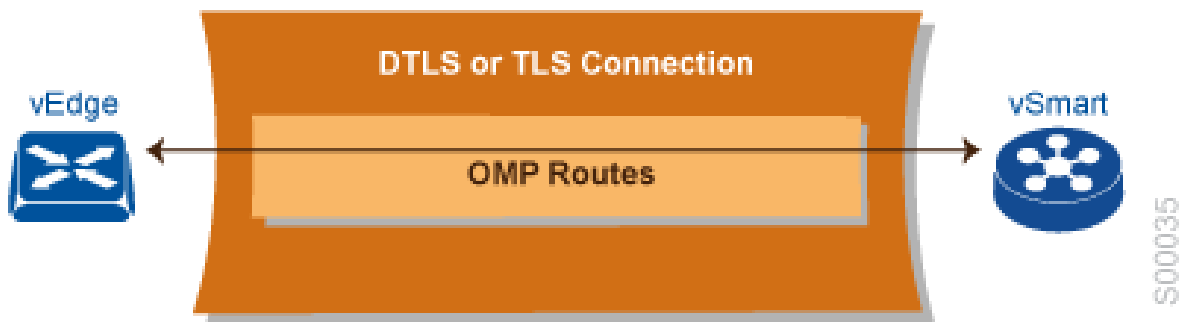 DTLS or TLS Connection
vEdge
vSmart
OMP Routes
S00035